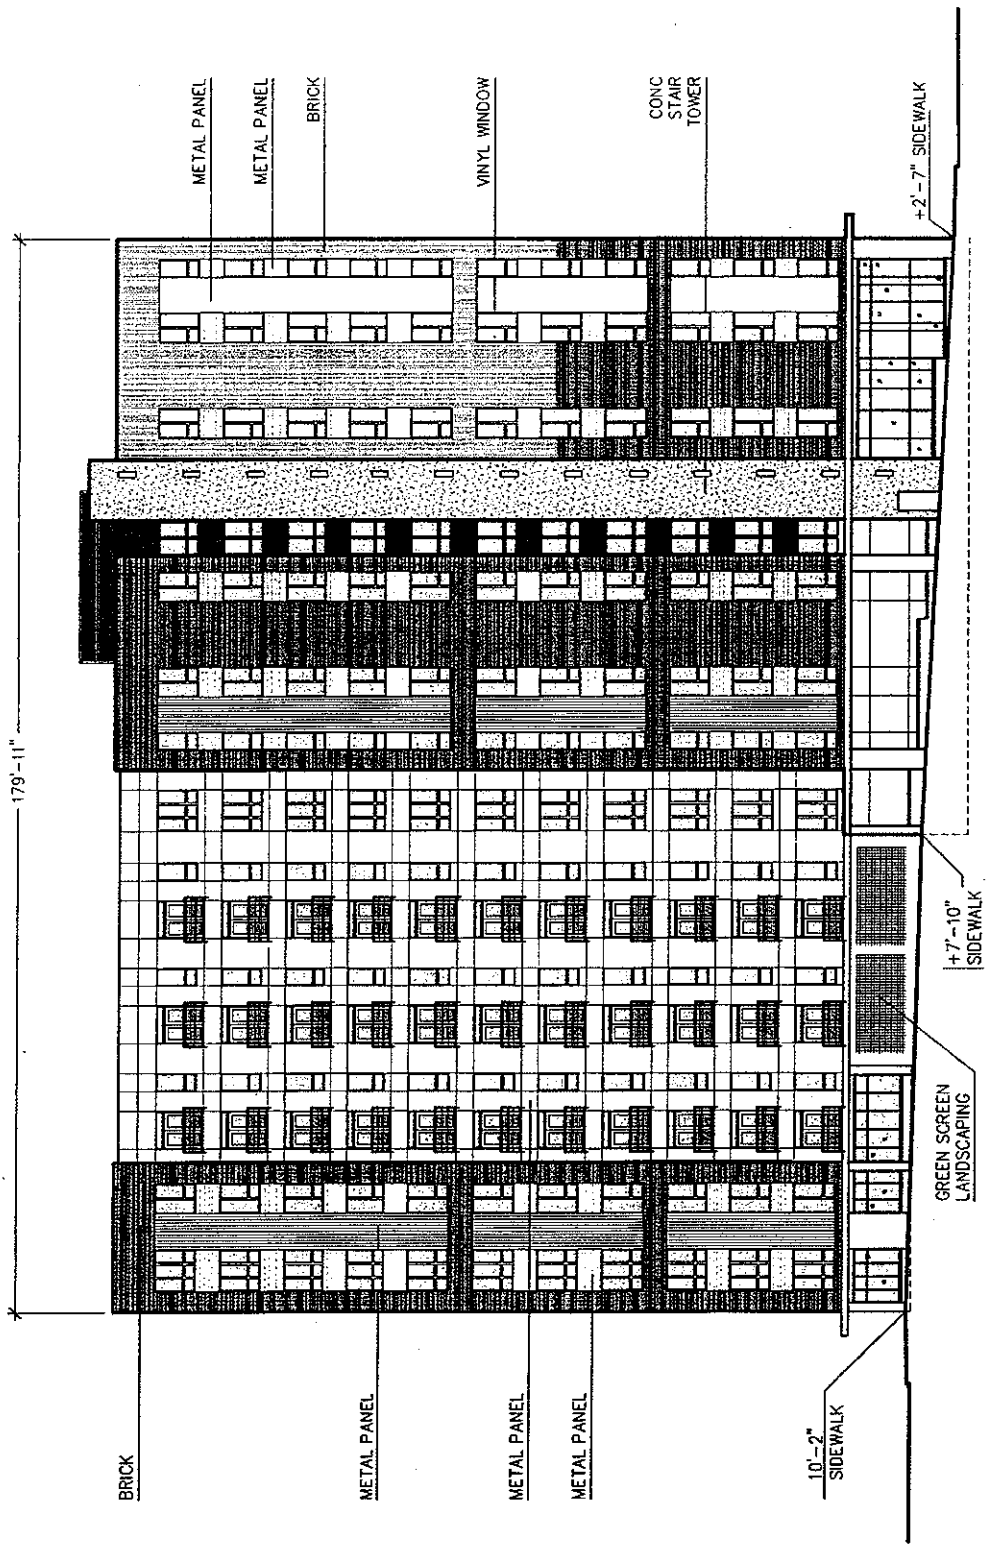 179'-11"
METAL PANEL
METAL PANEL
BRICK
VINYL WINDOW
CONC
STAIR
TOWER
+2'-7" SIDEWALK
BRICK
METAL PANEL
METAL PANEL
METAL PANEL
10'-2"
SIDEWALK
GREEN SCREEN
LANDSCAPING
+7'-10"
SIDEWALK